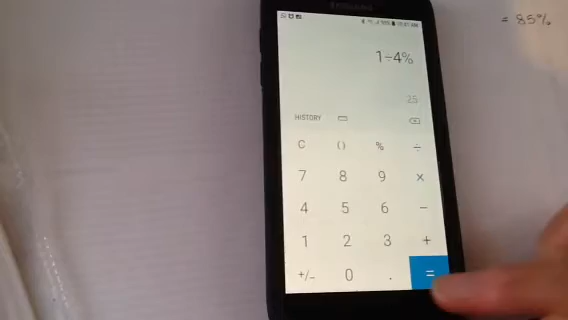 SAMSUNG
= 85%
1÷4%
25
HISTORY
C () % ÷
7 8 9 ×
4 5 6 −
1 2 3 +
+/− 0 . =